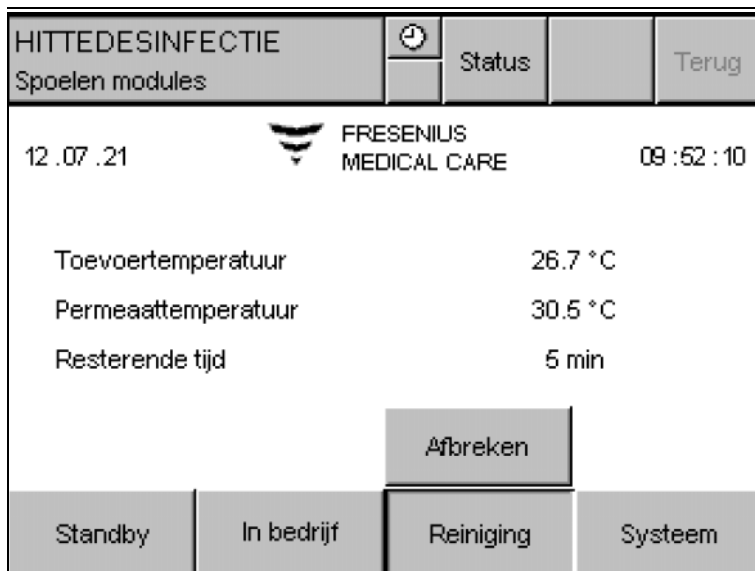 HITTEDESINFECTIE
Spoelen modules
Status
Terug
12.07.21
FRESENIUS
MEDICAL CARE
09:52:10
Toevoertemperatuur 26.7 °C
Permeaattemperatuur 30.5 °C
Resterende tijd 5 min
Afbreken
Standby In bedrijf Reiniging Systeem